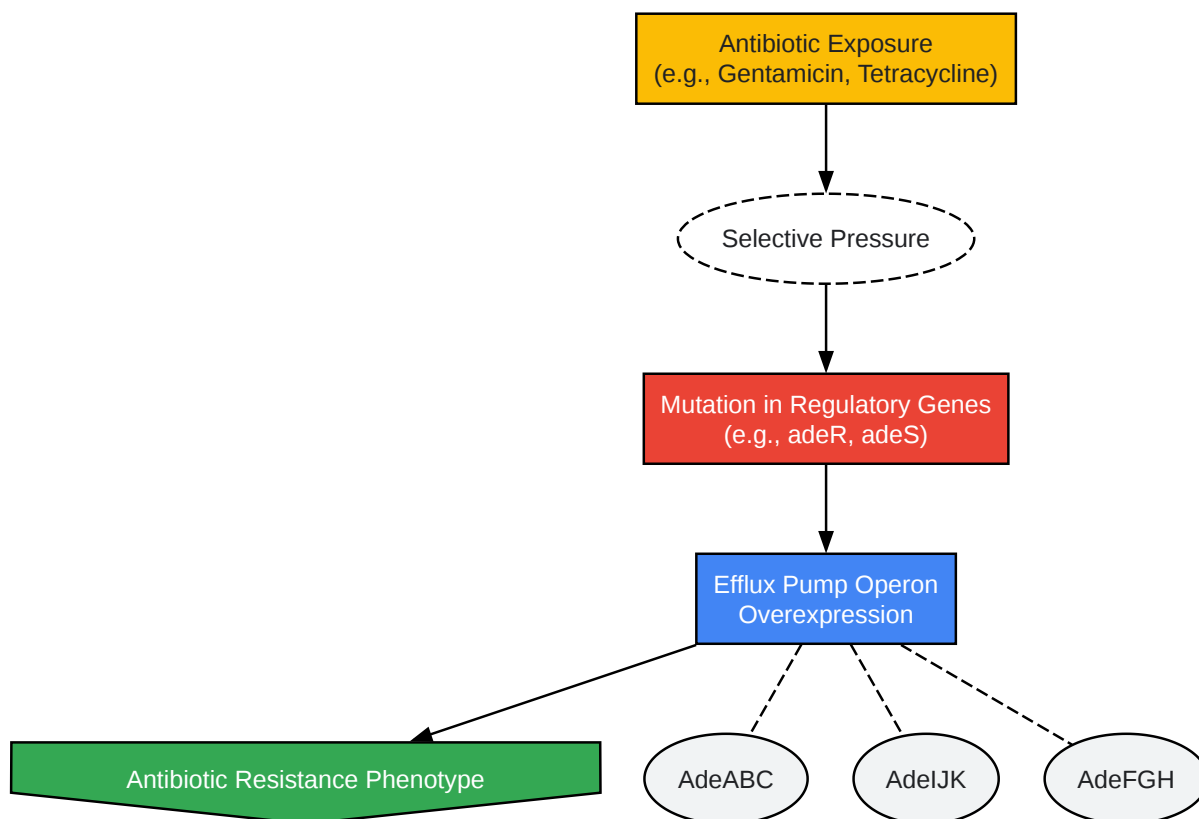 Antibiotic Exposure
(e.g., Gentamicin, Tetracycline)
Selective Pressure
Mutation in Regulatory Genes
(e.g., adeR, adeS)
Efflux Pump Operon
Overexpression
Antibiotic Resistance Phenotype
AdeABC
AdeIJK
AdeFGH